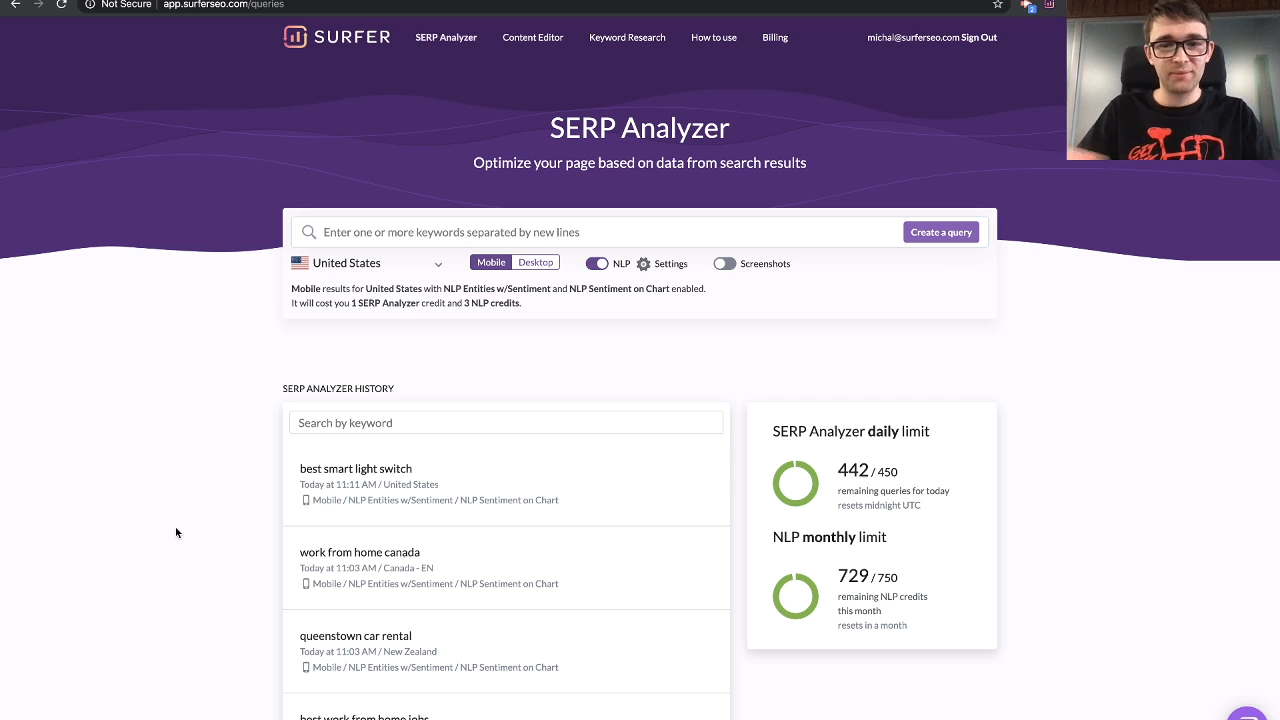 Not Secure | app.surferseo.com/queries
2
SURFER SERP Analyzer Content Editor Keyword Research How to use Billing michal@surferseo.com Sign Out
SERP Analyzer
Optimize your page based on data from search results
Enter one or more keywords separated by new lines Create a query
United States Mobile Desktop NLP Settings Screenshots
Mobile results for United States with NLP Entities w/Sentiment and NLP Sentiment on Chart enabled.
It will cost you 1 SERP Analyzer credit and 3 NLP credits.
SERP ANALYZER HISTORY
Search by keyword
best smart light switch
Today at 11:11 AM / United States
Mobile / NLP Entities w/Sentiment / NLP Sentiment on Chart
work from home canada
Today at 11:03 AM / Canada - EN
Mobile / NLP Entities w/Sentiment / NLP Sentiment on Chart
queenstown car rental
Today at 11:03 AM / New Zealand
Mobile / NLP Entities w/Sentiment / NLP Sentiment on Chart
best work from home jobs
SERP Analyzer daily limit
442 / 450
remaining queries for today
resets midnight UTC
NLP monthly limit
729 / 750
remaining NLP credits
this month
resets in a month